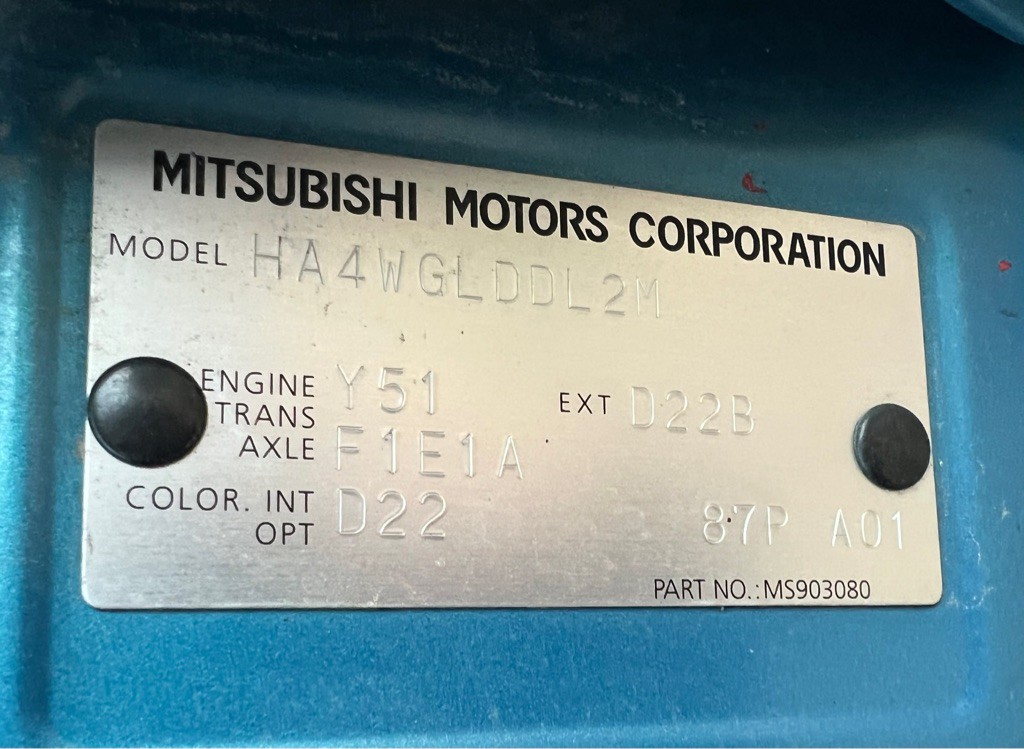 MITSUBISHI MOTORS CORPORATION
MODEL HA4WGLDDL2M
ENGINE Y51 EXT D22B
TRANS
AXLE F1E1A
COLOR. INT D22 87P A01
OPT
PART NO.:MS903080